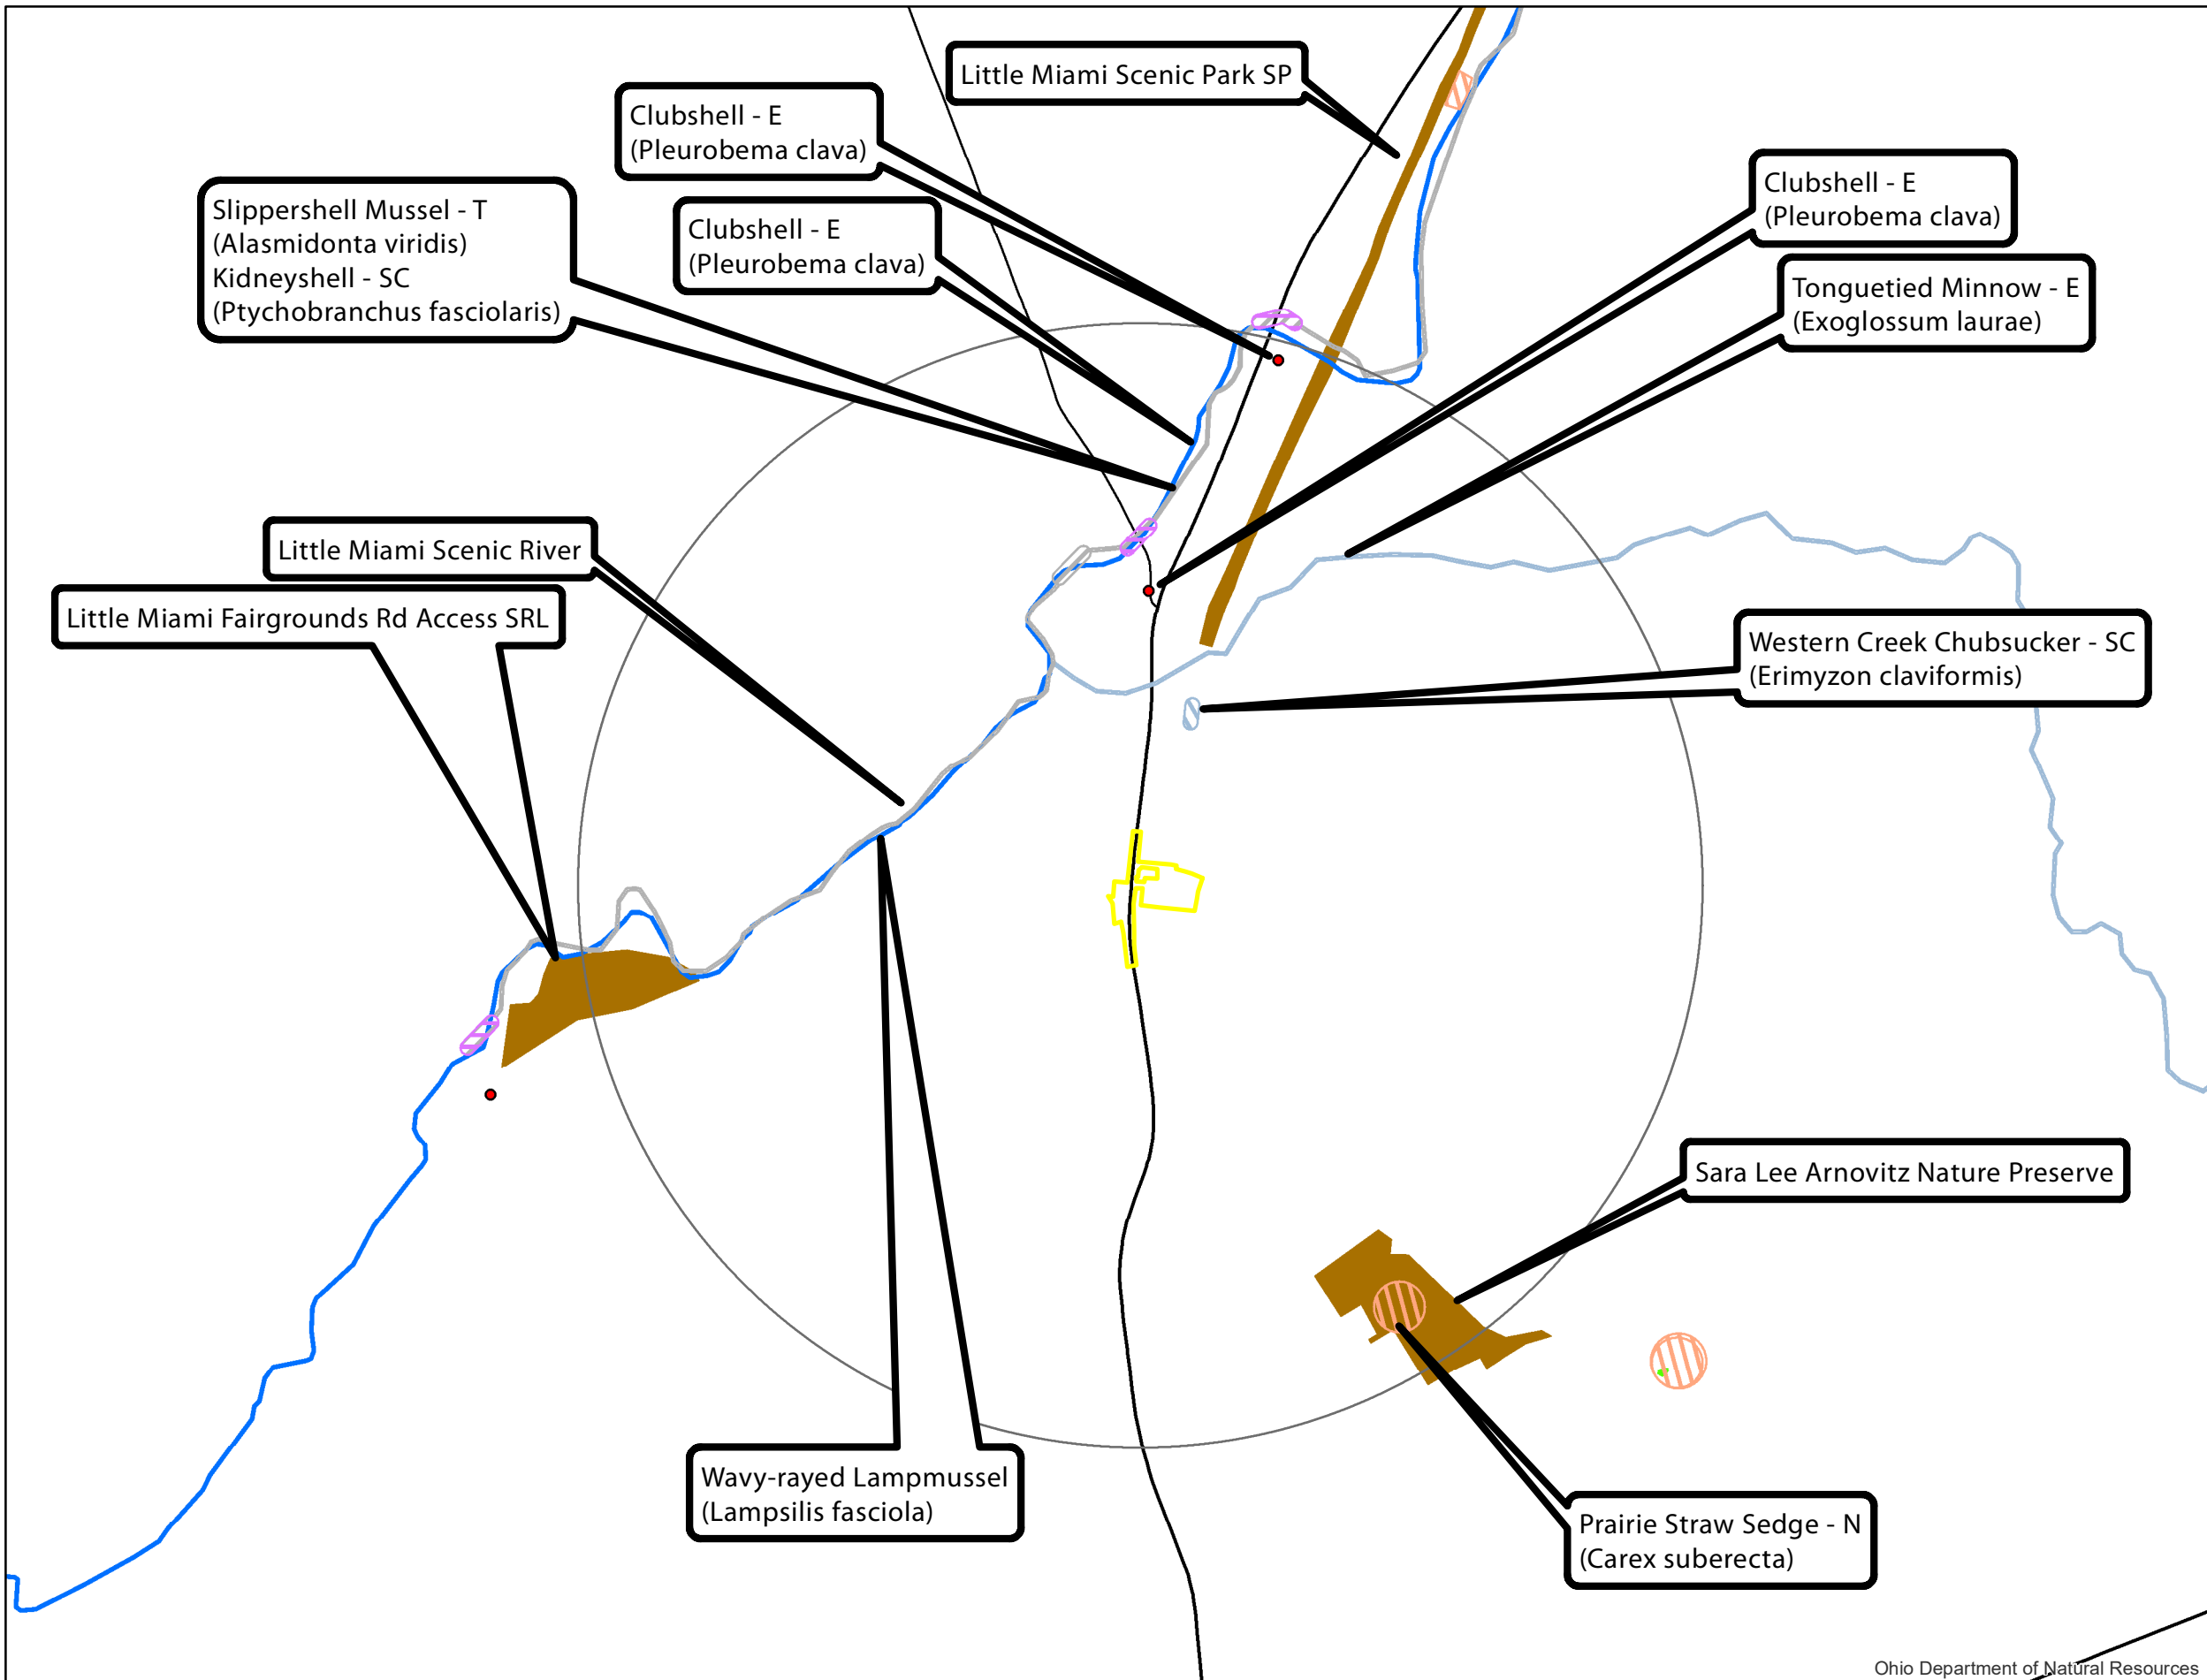 Little Miami Scenic Park SP
Clubshell - E
(Pleurobema clava)
Clubshell - E
(Pleurobema clava)
Slippershell Mussel - T
(Alasmidonta viridis)
Kidneyshell - SC
(Ptychobranchus fasciolaris)
Clubshell - E
(Pleurobema clava)
Tonguetied Minnow - E
(Exoglossum laurae)
Little Miami Scenic River
Little Miami Fairgrounds Rd Access SRL
Western Creek Chubsucker - SC
(Erimyzon claviformis)
Sara Lee Arnovitz Nature Preserve
Wavy-rayed Lampmussel
(Lampsilis fasciola)
Prairie Straw Sedge - N
(Carex suberecta)
Ohio Department of Natural Resources